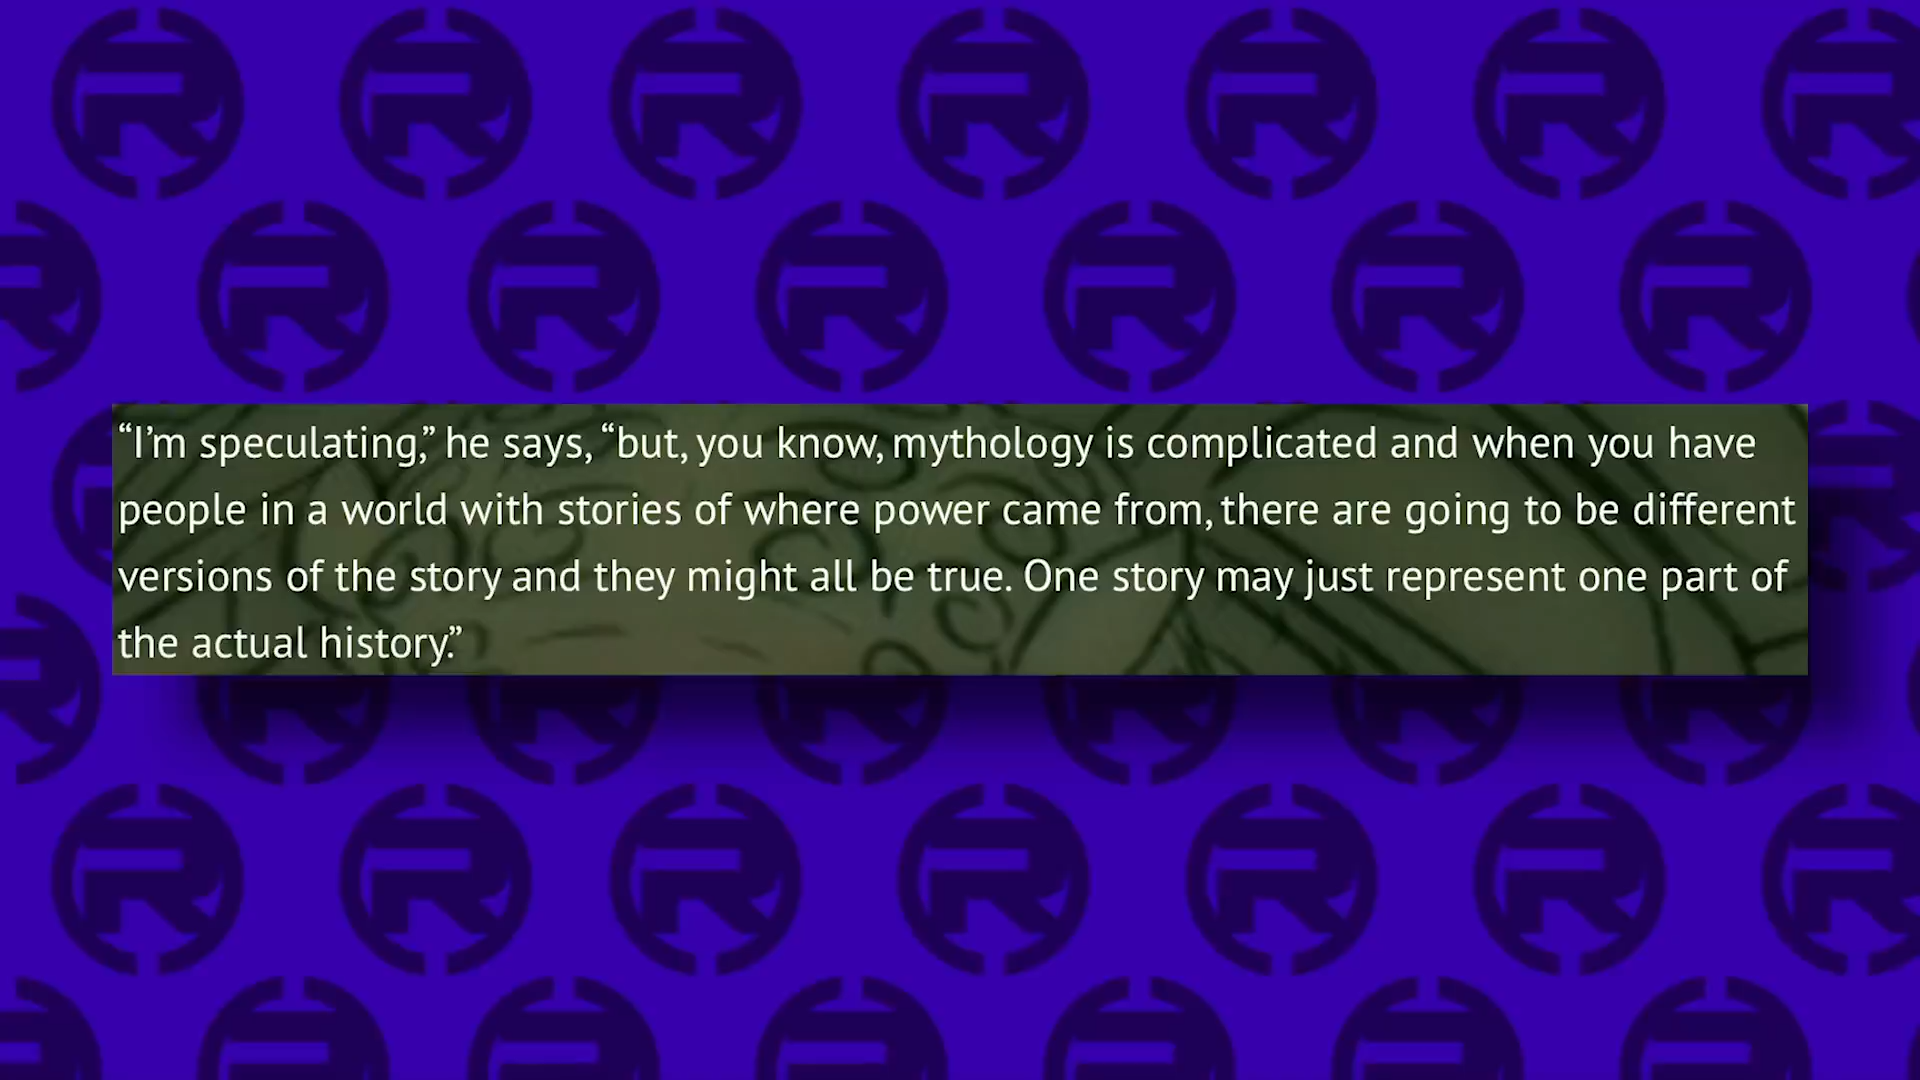 “I’m speculating,” he says, “but, you know, mythology is complicated and when you have
people in a world with stories of where power came from, there are going to be different
versions of the story and they might all be true. One story may just represent one part of
the actual history.”